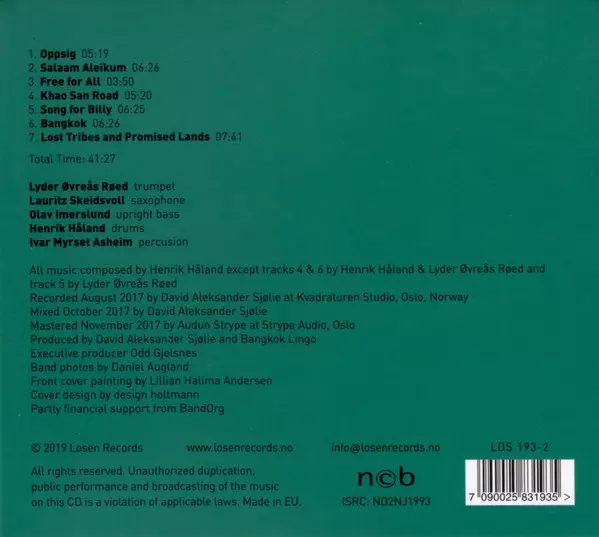 1. Oppsig 05:19
2. Salaam Aleikum 06:26
3. Free for All 03:50
4. Khao San Road 05:20
5. Song for Billy 06:25
6. Bangkok 06:26
7. Lost Tribes and Promised Lands 07:41
Total Time: 41:27
Lyder Øvreås Røed trumpet
Lauritz Skeidsvoll saxophone
Olav Imerslund upright bass
Henrik Håland drums
Ivar Myrset Asheim percusion
All music composed by Henrik Håland except tracks 4 & 6 by Henrik Håland & Lyder Øvreås Røed and
track 5 by Lyder Øvreås Røed
Recorded August 2017 by David Aleksander Sjølie at Kvadraturen Studio, Oslo, Norway
Mixed October 2017 by David Aleksander Sjølie
Mastered November 2017 by Audun Strype at Strype Audio, Oslo
Produced by David Aleksander Sjølie and Bangkok Lingo
Executive producer Odd Gjelsnes
Band photos by Daniel Augland
Front cover painting by Lillian Halima Andersen
Cover design by design holtmann
Partly financial support from BandOrg
© 2019 Losen Records www.losenrecords.no info@losenrecords.no LOS 193-2
All rights reserved. Unauthorized duplication,
public performance and broadcasting of the music
on this CD is a violation of applicable laws. Made in EU.
n©b
ISRC: NO2NJ1993
7 090025 831935 >